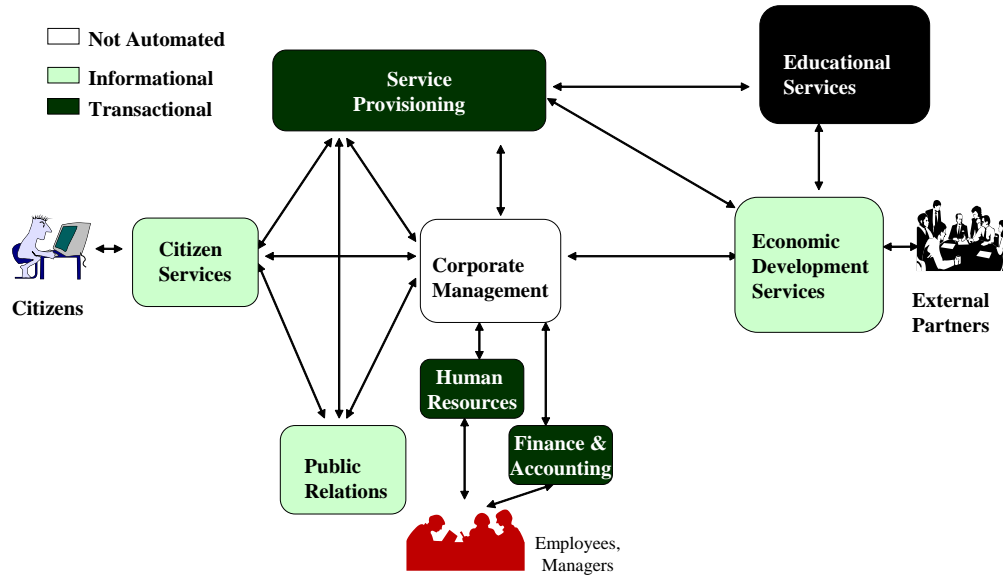 Not Automated
Informational
Transactional
Service
Provisioning
Educational
Services
Citizen
Services
Corporate
Management
Economic
Development
Services
Citizens
External
Partners
Human
Resources
Finance &
Accounting
Public
Relations
Employees,
Managers